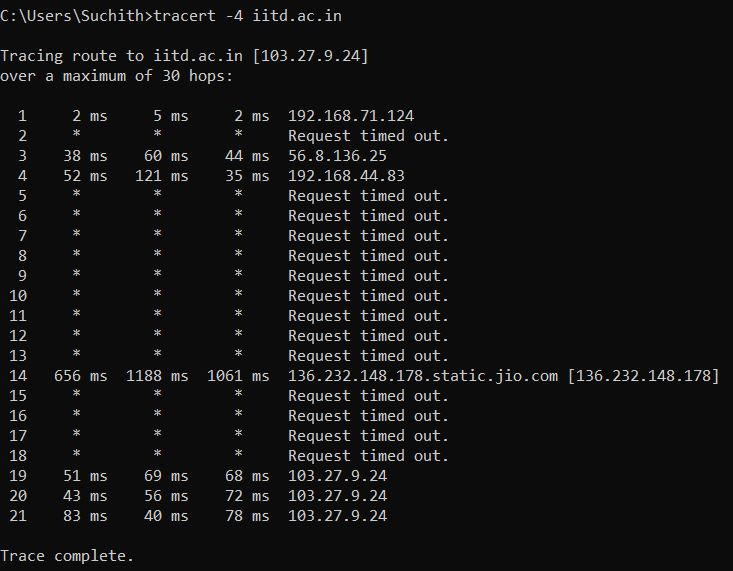 C:\Users\Suchith>tracert -4 iitd.ac.in
Tracing route to iitd.ac.in [103.27.9.24]
over a maximum of 30 hops:
1 2 ms 5 ms 2 ms 192.168.71.124
2 * * * Request timed out.
3 38 ms 60 ms 44 ms 56.8.136.25
4 52 ms 121 ms 35 ms 192.168.44.83
5 * * * Request timed out.
6 * * * Request timed out.
7 * * * Request timed out.
8 * * * Request timed out.
9 * * * Request timed out.
10 * * * Request timed out.
11 * * * Request timed out.
12 * * * Request timed out.
13 * * * Request timed out.
14 656 ms 1188 ms 1061 ms 136.232.148.178.static.jio.com [136.232.148.178]
15 * * * Request timed out.
16 * * * Request timed out.
17 * * * Request timed out.
18 * * * Request timed out.
19 51 ms 69 ms 68 ms 103.27.9.24
20 43 ms 56 ms 72 ms 103.27.9.24
21 83 ms 40 ms 78 ms 103.27.9.24
Trace complete.